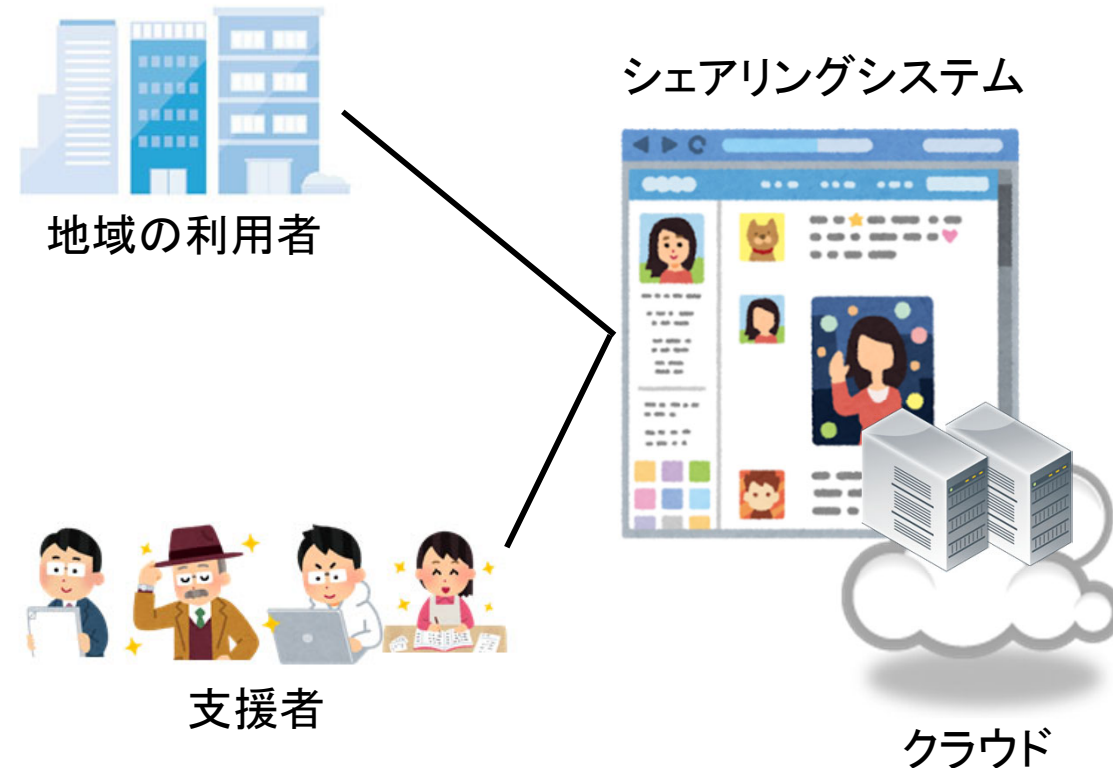 シェアリングシステム
地域の利用者
支援者
クラウド